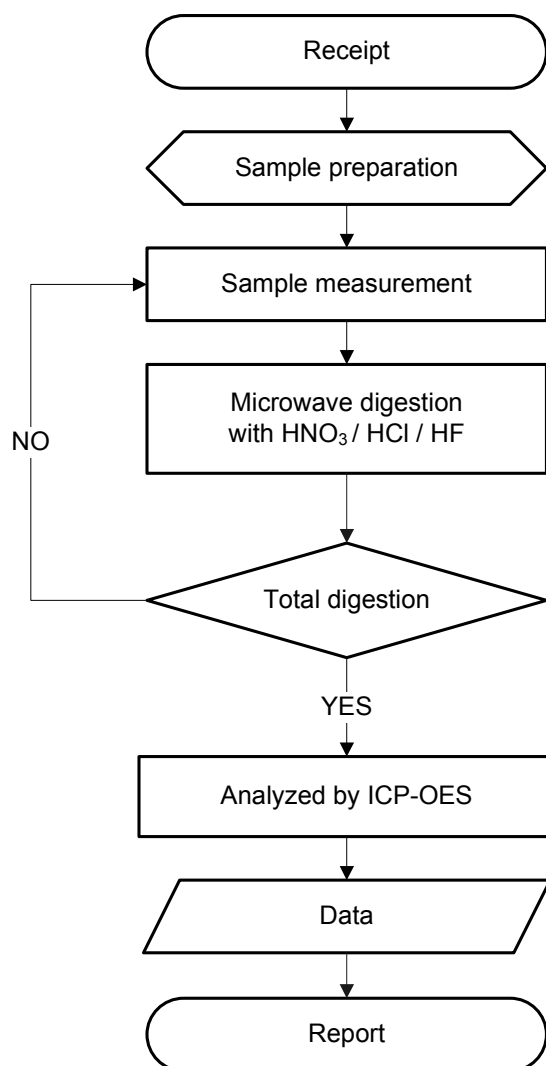 Receipt
Sample preparation
Sample measurement
Microwave digestion
with HNO₃ / HCl / HF
NO
Total digestion
YES
Analyzed by ICP-OES
Data
Report